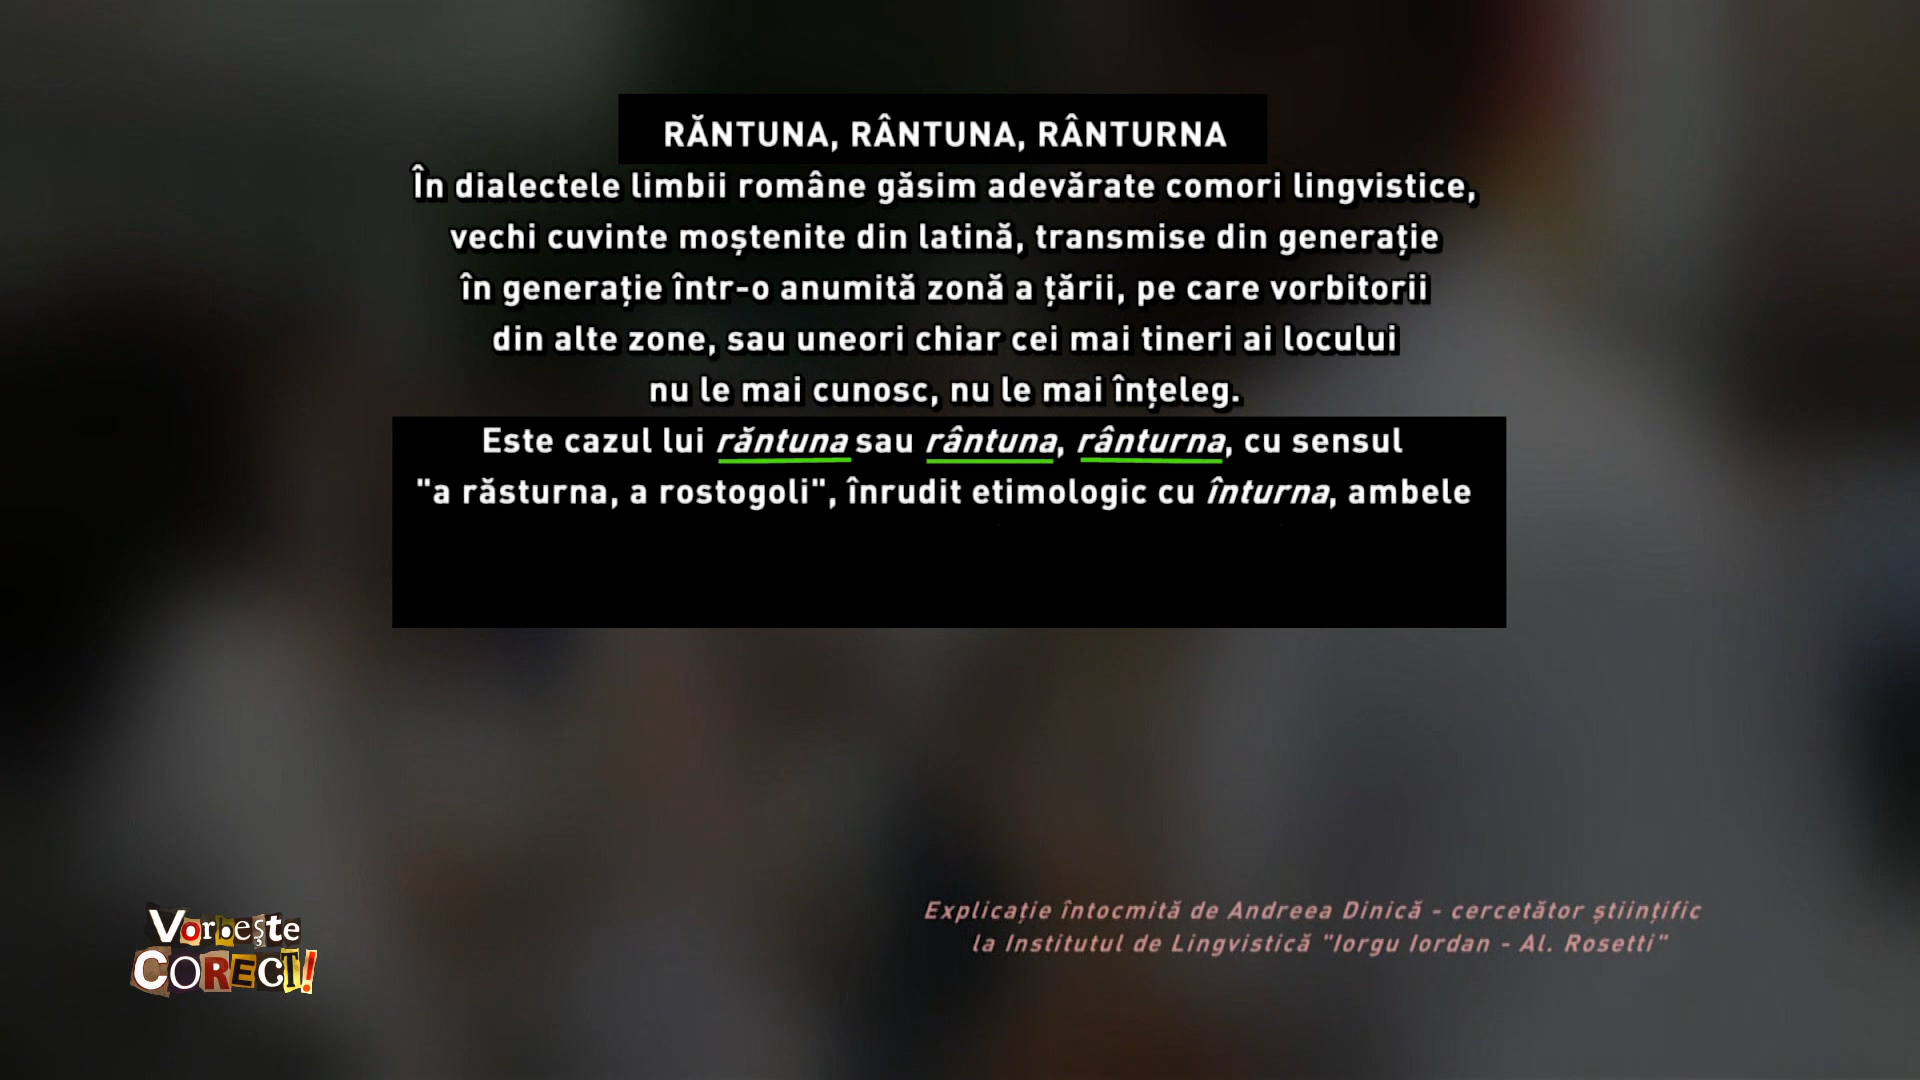 RĂNTUNA, RÂNTUNA, RÂNTURNA
În dialectele limbii române găsim adevărate comori lingvistice,
vechi cuvinte moștenite din latină, transmise din generație
în generație într-o anumită zonă a țării, pe care vorbitorii
din alte zone, sau uneori chiar cei mai tineri ai locului
nu le mai cunosc, nu le mai înțeleg.
Este cazul lui răntuna sau rântuna, rânturna, cu sensul
"a răsturna, a rostogoli", înrudit etimologic cu înturna, ambele
Explicație întocmită de Andreea Dinică - cercetător științific
la Institutul de Lingvistică "Iorgu Iordan - Al. Rosetti"
Vorbește
CORECT!